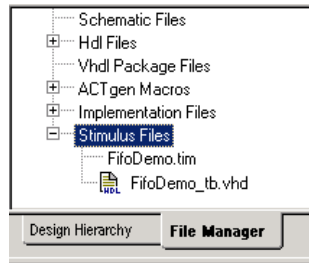 Schematic Files
Hdl Files
Vhdl Package Files
ACTgen Macros
Implementation Files
Stimulus Files
FifoDemo.tim
HDL FifoDemo_tb.vhd
Design Hierarchy File Manager